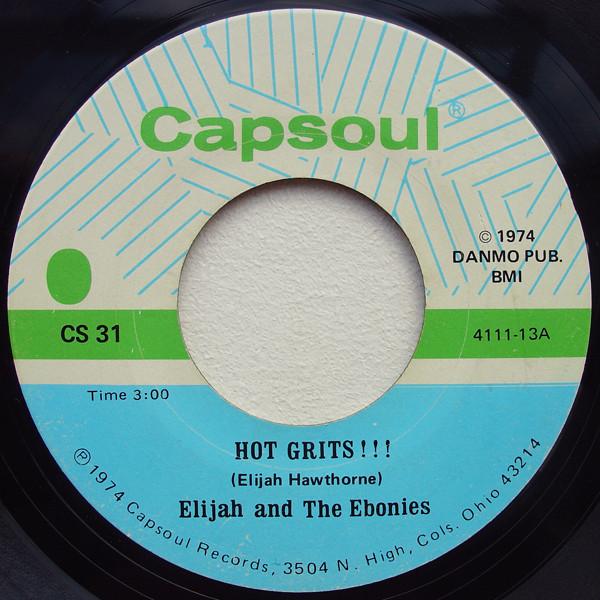 Capsoul®
© 1974
DANMO PUB.
BMI
CS 31
4111-13A
Time 3:00
HOT GRITS!!!
(Elijah Hawthorne)
Elijah and The Ebonies
℗ 1974 Capsoul Records, 3504 N. High, Cols. Ohio 43214